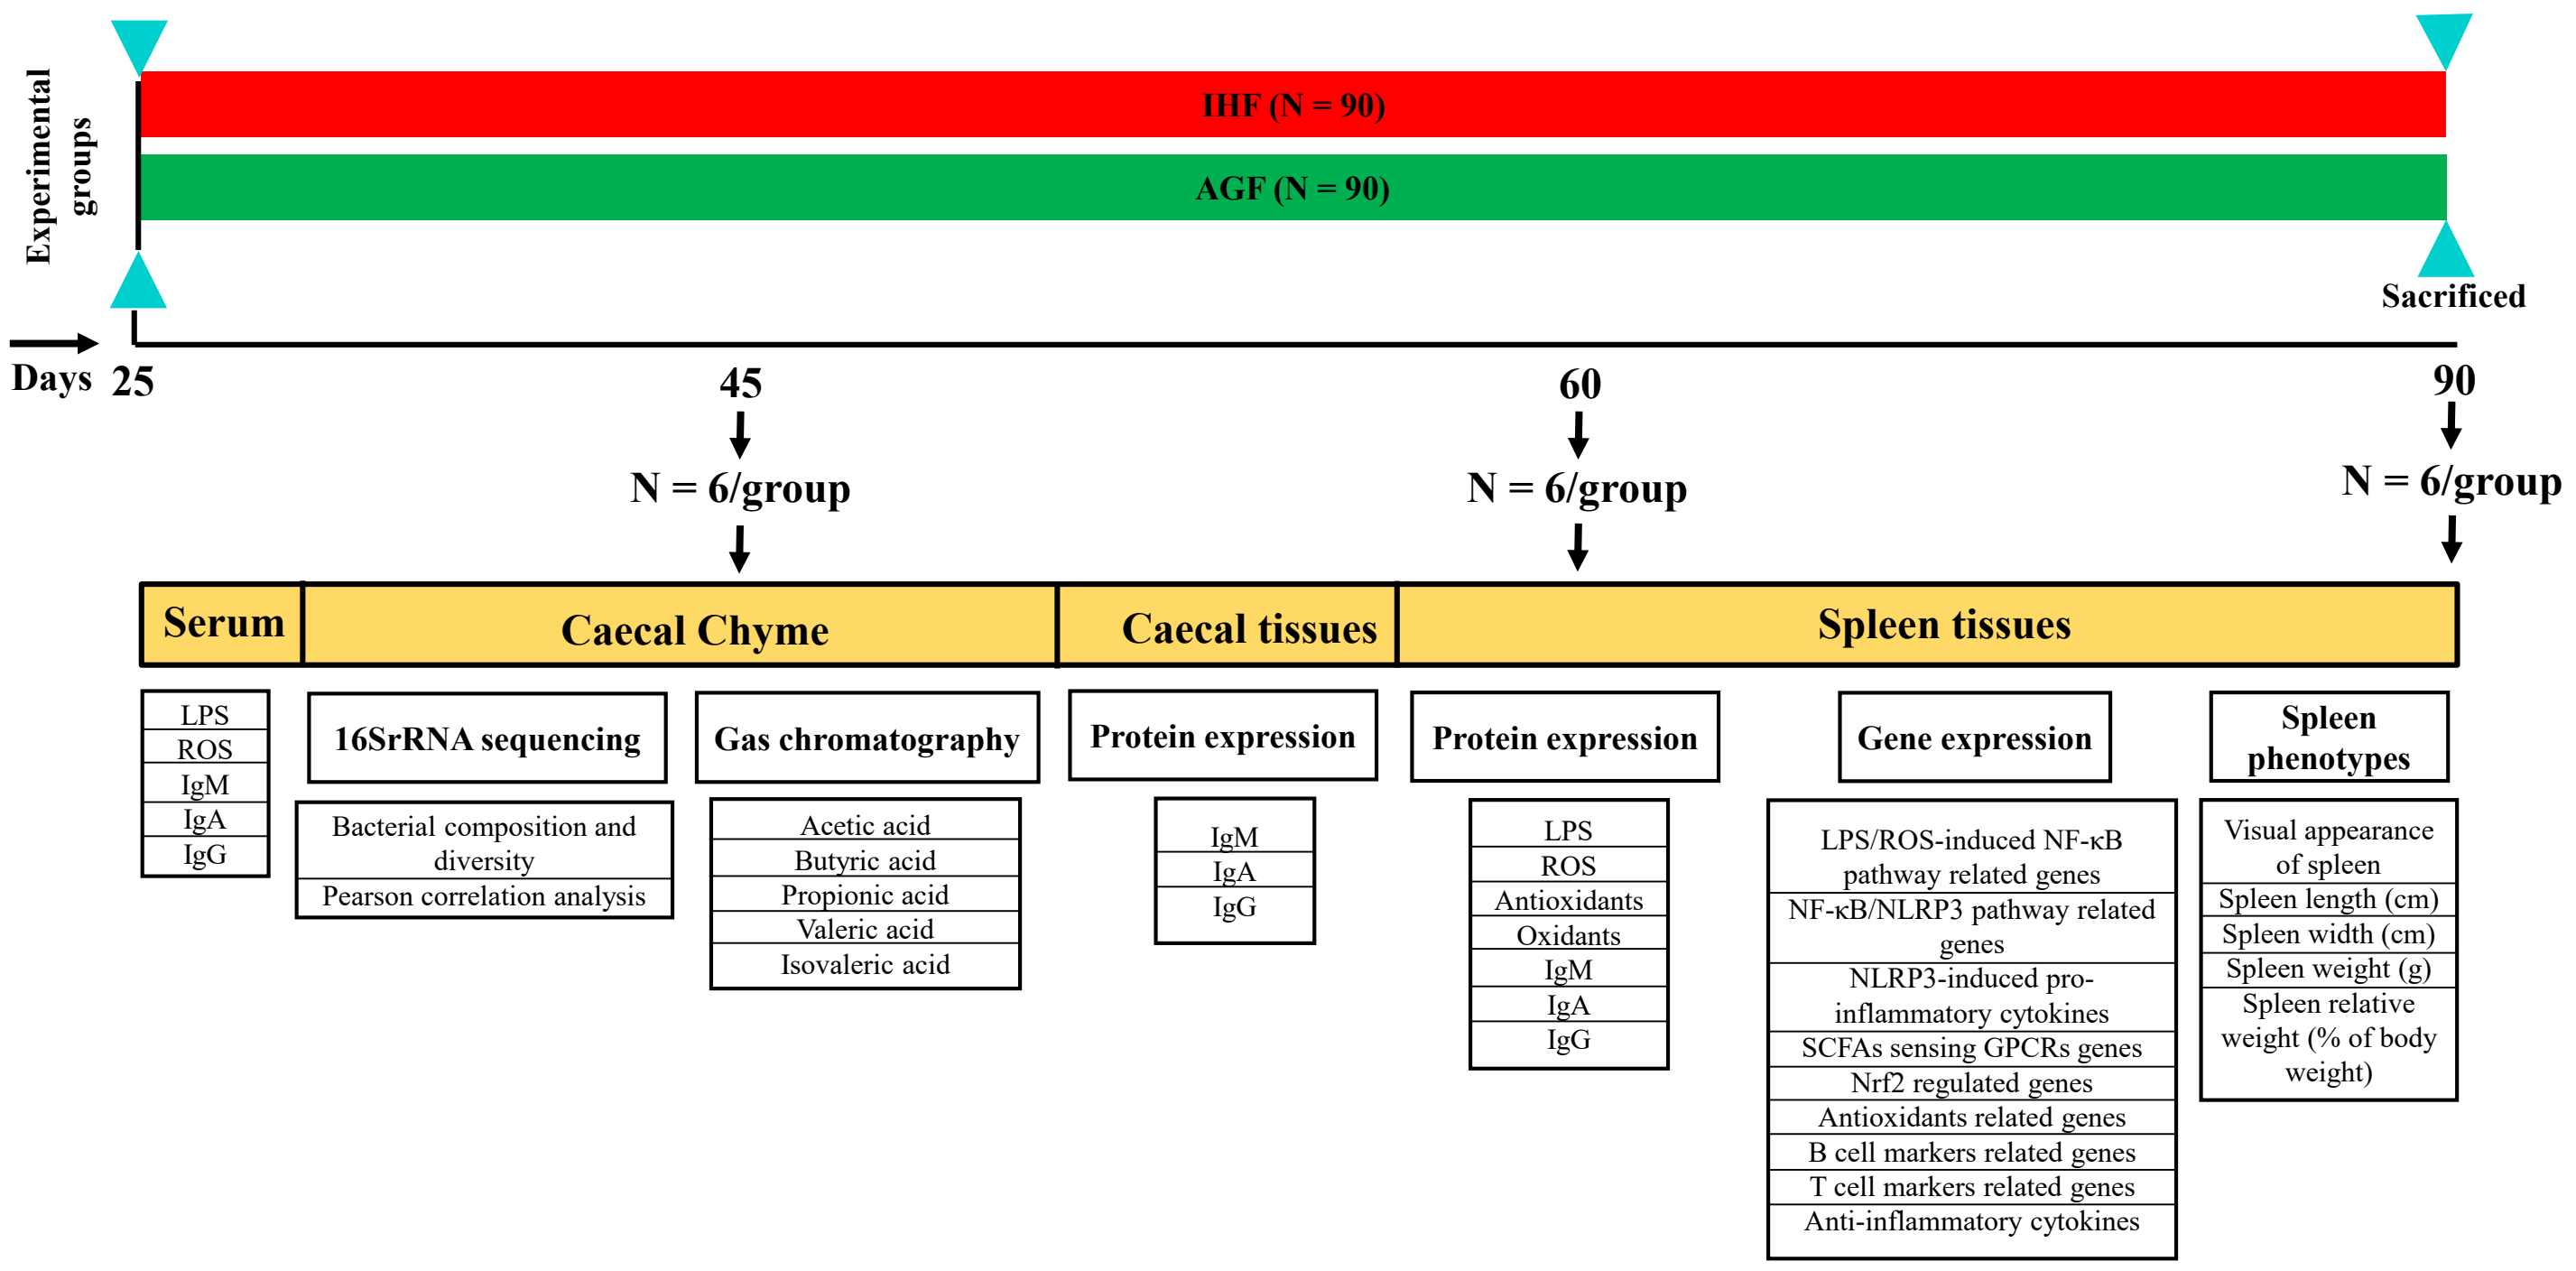 Experimental
groups
IHF (N = 90)
AGF (N = 90)
Sacrificed
Days
25
45
60
90
N = 6/group
N = 6/group
N = 6/group
Serum
Caecal Chyme
Caecal tissues
Spleen tissues
LPS
ROS
IgM
IgA
IgG
16SrRNA sequencing
Bacterial composition and
diversity
Pearson correlation analysis
Gas chromatography
Acetic acid
Butyric acid
Propionic acid
Valeric acid
Isovaleric acid
Protein expression
IgM
IgA
IgG
Protein expression
LPS
ROS
Antioxidants
Oxidants
IgM
IgA
IgG
Gene expression
LPS/ROS-induced NF-κB
pathway related genes
NF-κB/NLRP3 pathway related
genes
NLRP3-induced pro-
inflammatory cytokines
SCFAs sensing GPCRs genes
Nrf2 regulated genes
Antioxidants related genes
B cell markers related genes
T cell markers related genes
Anti-inflammatory cytokines
Spleen
phenotypes
Visual appearance
of spleen
Spleen length (cm)
Spleen width (cm)
Spleen weight (g)
Spleen relative
weight (% of body
weight)